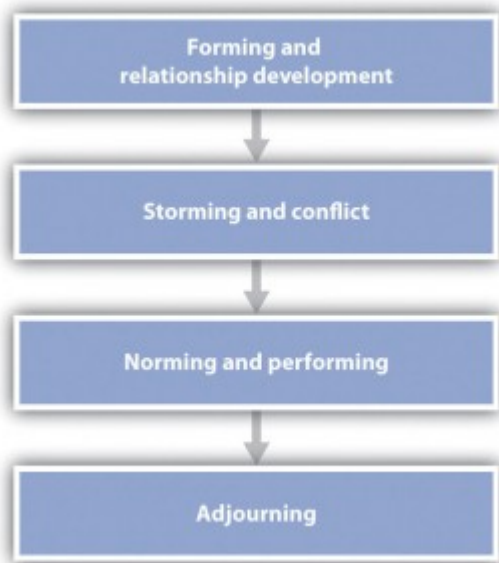 Forming and
relationship development
Storming and conflict
Norming and performing
Adjourning